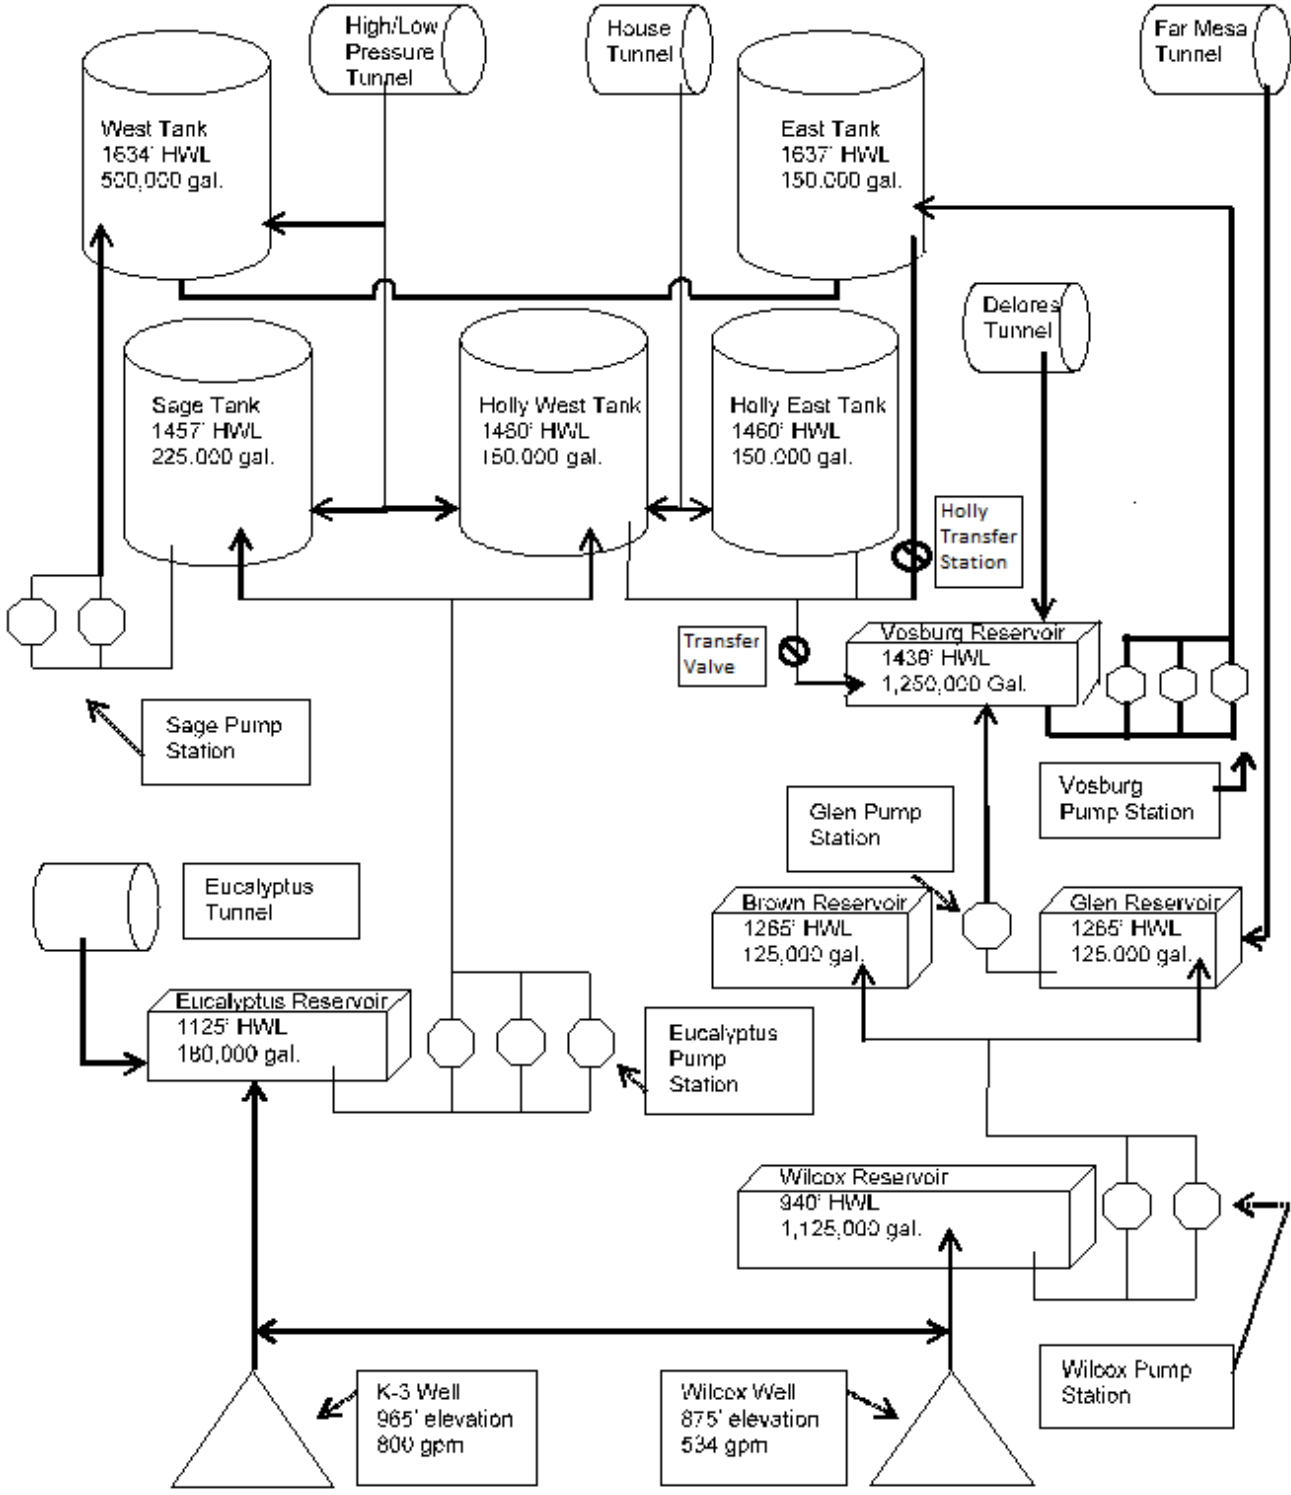 High/Low
Pressure
Tunnel
House
Tunnel
Far Mesa
Tunnel
West Tank
1634' HWL
500,000 gal.
East Tank
1637' HWL
150.000 gal.
Delores
Tunnel
Sage Tank
1457' HWL
225.000 gal.
Holly West Tank
1460' HWL
150.000 gal.
Holly East Tank
1460' HWL
150.000 gal.
Holly
Transfer
Station
Transfer
Valve
Vosburg Reservoir
1438' HWL
1,250,000 Gal.
Sage Pump
Station
Vosburg
Pump Station
Glen Pump
Station
Eucalyptus
Tunnel
Brown Reservoir
1265' HWL
125,000 gal.
Glen Reservoir
1265' HWL
125.000 gal.
Eucalyptus Reservoir
1125' HWL
180,000 gal.
Eucalyptus
Pump
Station
Wilcox Reservoir
940' HWL
1,125,000 gal.
K-3 Well
965' elevation
800 gpm
Wilcox Well
875' elevation
534 gpm
Wilcox Pump
Station